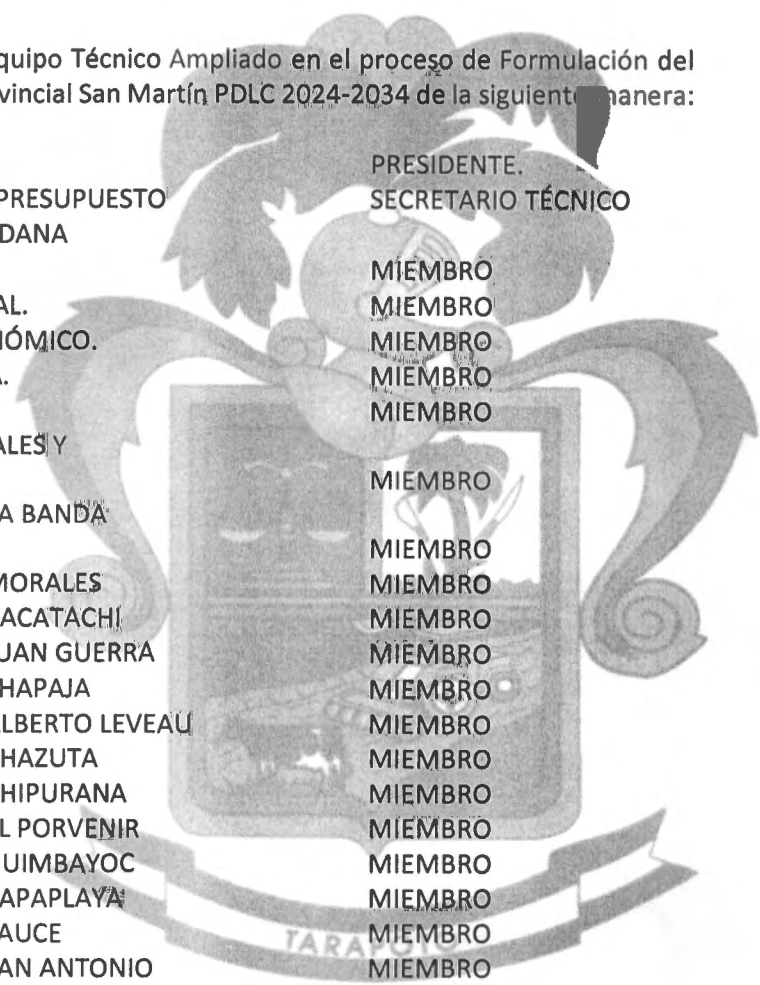 quipo Técnico Ampliado en el proceso de Formulación del
vincial San Martín PDLC 2024-2034 de la siguiente manera:
PRESIDENTE.
PRESUPUESTO SECRETARIO TÉCNICO
DANA
MIEMBRO
AL. MIEMBRO
NÓMICO. MIEMBRO
A. MIEMBRO
MIEMBRO
ALES Y
MIEMBRO
A BANDA
MIEMBRO
MORALES MIEMBRO
CACATACHI MIEMBRO
JUAN GUERRA MIEMBRO
HAPAJA MIEMBRO
ALBERTO LEVEAU MIEMBRO
HAZUTA MIEMBRO
HIPURANA MIEMBRO
L PORVENIR MIEMBRO
UIMBAYOC MIEMBRO
APAPLAYA MIEMBRO
AUCE MIEMBRO
AN ANTONIO MIEMBRO
TARAPOTO